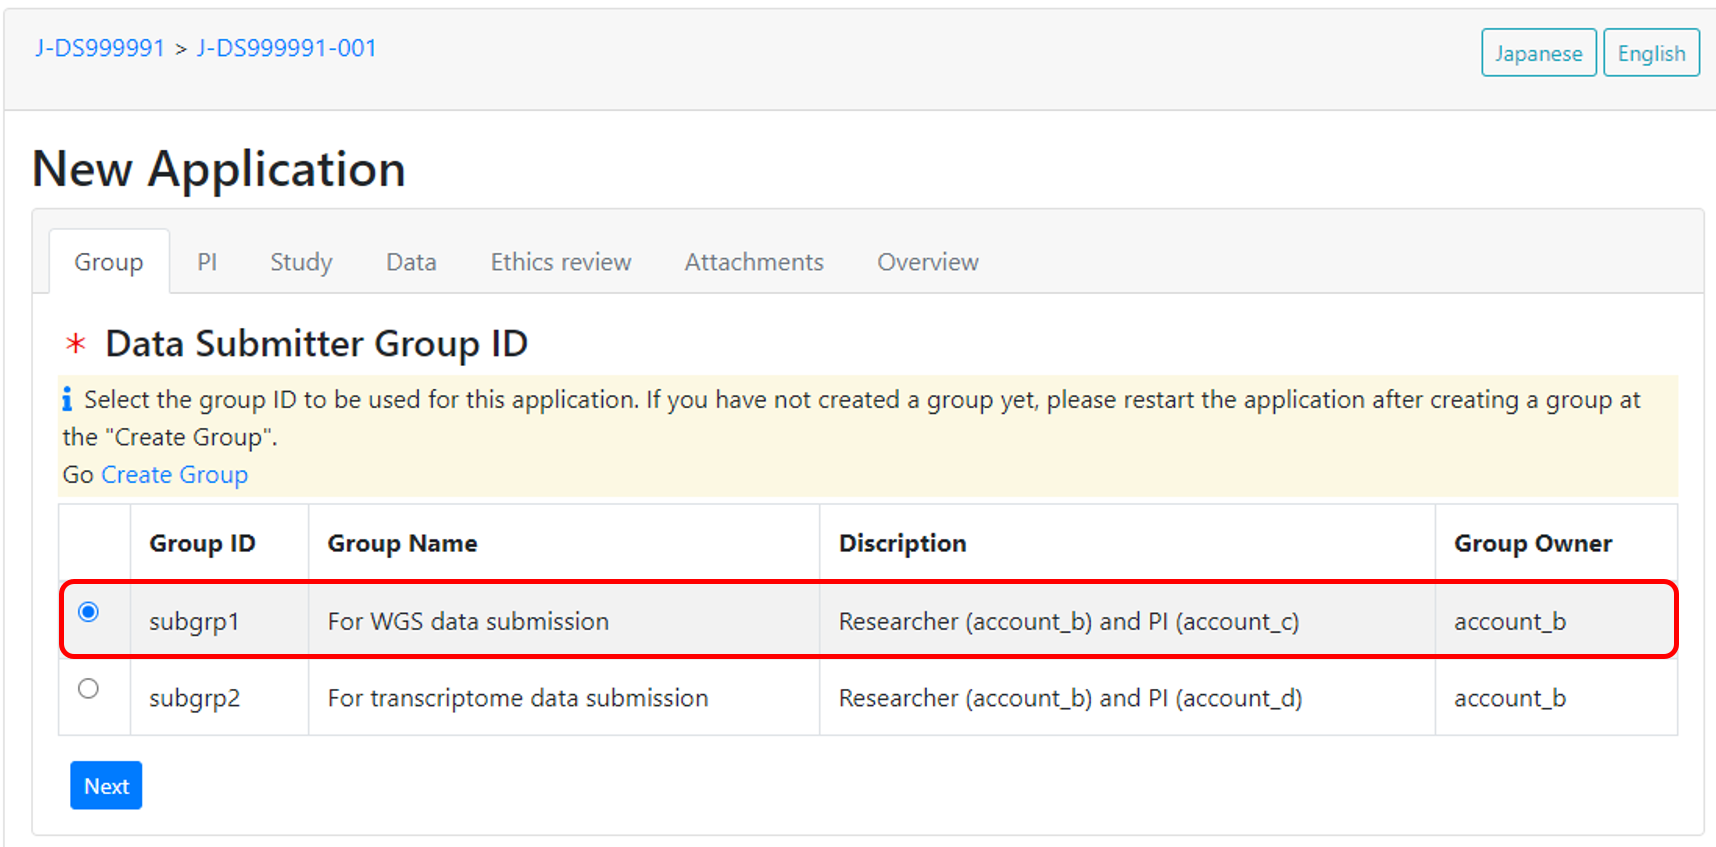 J-DS999991 > J-DS999991-001
Japanese English
New Application
Group PI Study Data Ethics review Attachments Overview
* Data Submitter Group ID
i Select the group ID to be used for this application. If you have not created a group yet, please restart the application after creating a group at
the "Create Group".
Go Create Group
Group ID Group Name Discription Group Owner
subgrp1 For WGS data submission Researcher (account_b) and PI (account_c) account_b
subgrp2 For transcriptome data submission Researcher (account_b) and PI (account_d) account_b
Next